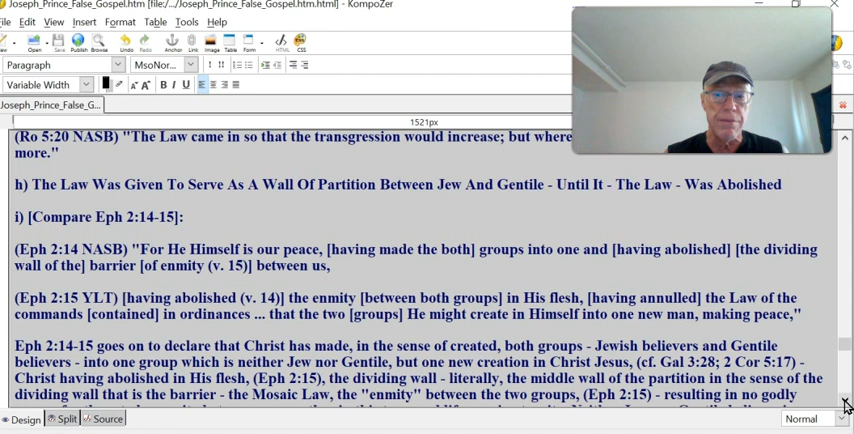 Joseph_Prince_False_Gospel.htm [file:/.../Joseph_Prince_False_Gospel.htm.html] - KompoZer
File Edit View Insert Format Table Tools Help
Open Save Publish Browse Undo Redo Anchor Link Image Table Form HTML CSS
Paragraph MsoNor...
Variable Width A A B I U
Joseph_Prince_False_G...
1521px
(Ro 5:20 NASB) "The Law came in so that the transgression would increase; but where
more."
h) The Law Was Given To Serve As A Wall Of Partition Between Jew And Gentile - Until It - The Law - Was Abolished
i) [Compare Eph 2:14-15]:
(Eph 2:14 NASB) "For He Himself is our peace, [having made the both] groups into one and [having abolished] [the dividing
wall of the] barrier [of enmity (v. 15)] between us,
(Eph 2:15 YLT) [having abolished (v. 14)] the enmity [between both groups] in His flesh, [having annulled] the Law of the
commands [contained] in ordinances ... that the two [groups] He might create in Himself into one new man, making peace,"
Eph 2:14-15 goes on to declare that Christ has made, in the sense of created, both groups - Jewish believers and Gentile
believers - into one group which is neither Jew nor Gentile, but one new creation in Christ Jesus, (cf. Gal 3:28; 2 Cor 5:17) -
Christ having abolished in His flesh, (Eph 2:15), the dividing wall - literally, the middle wall of the partition in the sense of the
dividing wall that is the barrier - the Mosaic Law, the "enmity" between the two groups, (Eph 2:15) - resulting in no godly
Design Split Source Normal